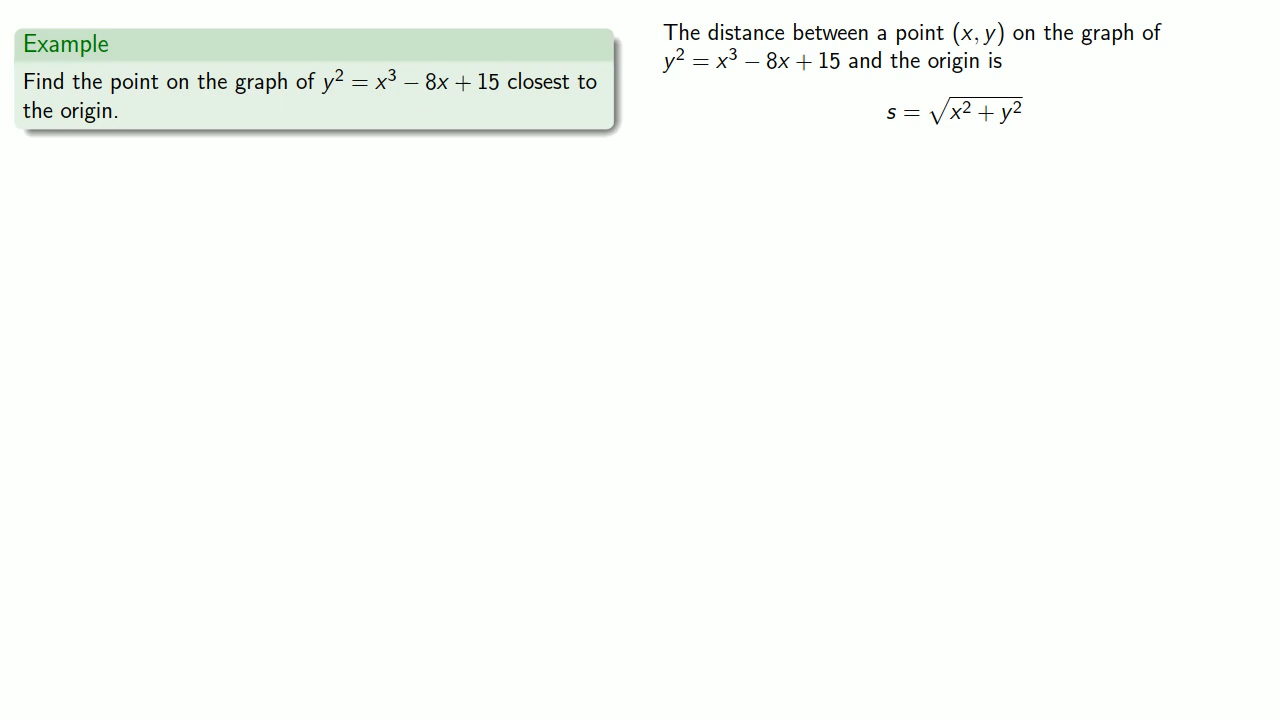 Example
Find the point on the graph of y² = x³ − 8x + 15 closest to
the origin.
The distance between a point (x, y) on the graph of
y² = x³ − 8x + 15 and the origin is
s = √(x² + y²)